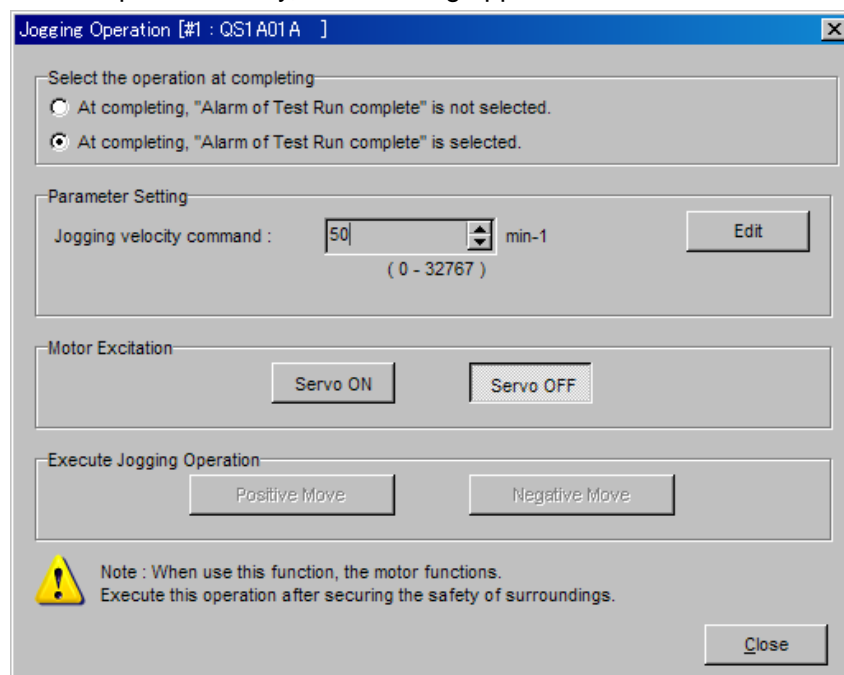 Jogging Operation [#1 : QS1A01A ]
Select the operation at completing
At completing, "Alarm of Test Run complete" is not selected.
At completing, "Alarm of Test Run complete" is selected.
Parameter Setting
Jogging velocity command : 50 min-1 Edit
( 0 - 32767 )
Motor Excitation
Servo ON Servo OFF
Execute Jogging Operation
Positive Move Negative Move
Note : When use this function, the motor functions.
Execute this operation after securing the safety of surroundings.
Close